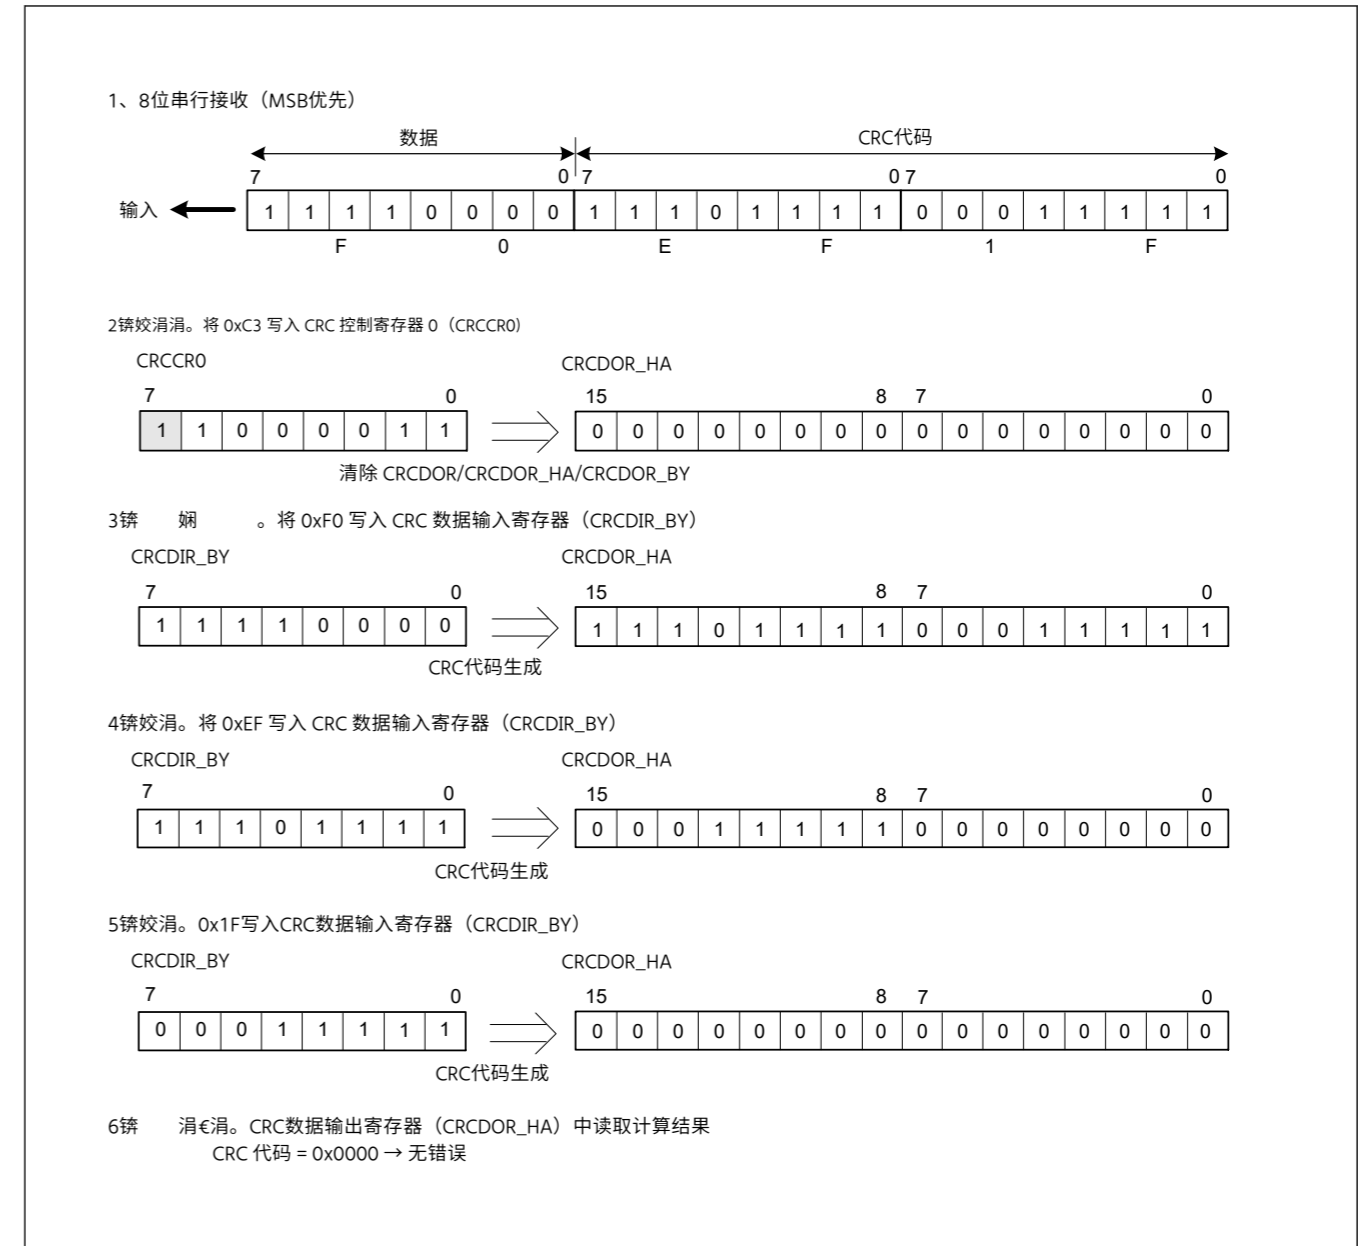 1、8位串行接收（MSB优先）
数据 CRC代码
7 0 7 0 7 0
输入 1 1 1 1 0 0 0 0 1 1 1 0 1 1 1 1 0 0 0 1 1 1 1 1
F 0 E F 1 F
2锛姣涓涓。将 0xC3 写入 CRC 控制寄存器 0（CRCCR0）
CRCCR0 CRCDOR_HA
7 0 15 8 7 0
1 1 0 0 0 0 1 1 0 0 0 0 0 0 0 0 0 0 0 0 0 0 0 0
清除 CRCDOR/CRCDOR_HA/CRCDOR_BY
3锛 娴 。将 0xF0 写入 CRC 数据输入寄存器（CRCDIR_BY）
CRCDIR_BY CRCDOR_HA
7 0 15 8 7 0
1 1 1 1 0 0 0 0 1 1 1 0 1 1 1 1 0 0 0 1 1 1 1 1
CRC代码生成
4锛姣涓。将 0xEF 写入 CRC 数据输入寄存器（CRCDIR_BY）
CRCDIR_BY CRCDOR_HA
7 0 15 8 7 0
1 1 1 0 1 1 1 1 0 0 0 1 1 1 1 1 0 0 0 0 0 0 0 0
CRC代码生成
5锛姣涓。0x1F写入CRC数据输入寄存器（CRCDIR_BY）
CRCDIR_BY CRCDOR_HA
7 0 15 8 7 0
0 0 0 1 1 1 1 1 0 0 0 0 0 0 0 0 0 0 0 0 0 0 0 0
CRC代码生成
6锛 涓€涓。CRC数据输出寄存器（CRCDOR_HA）中读取计算结果
CRC 代码 = 0x0000 → 无错误